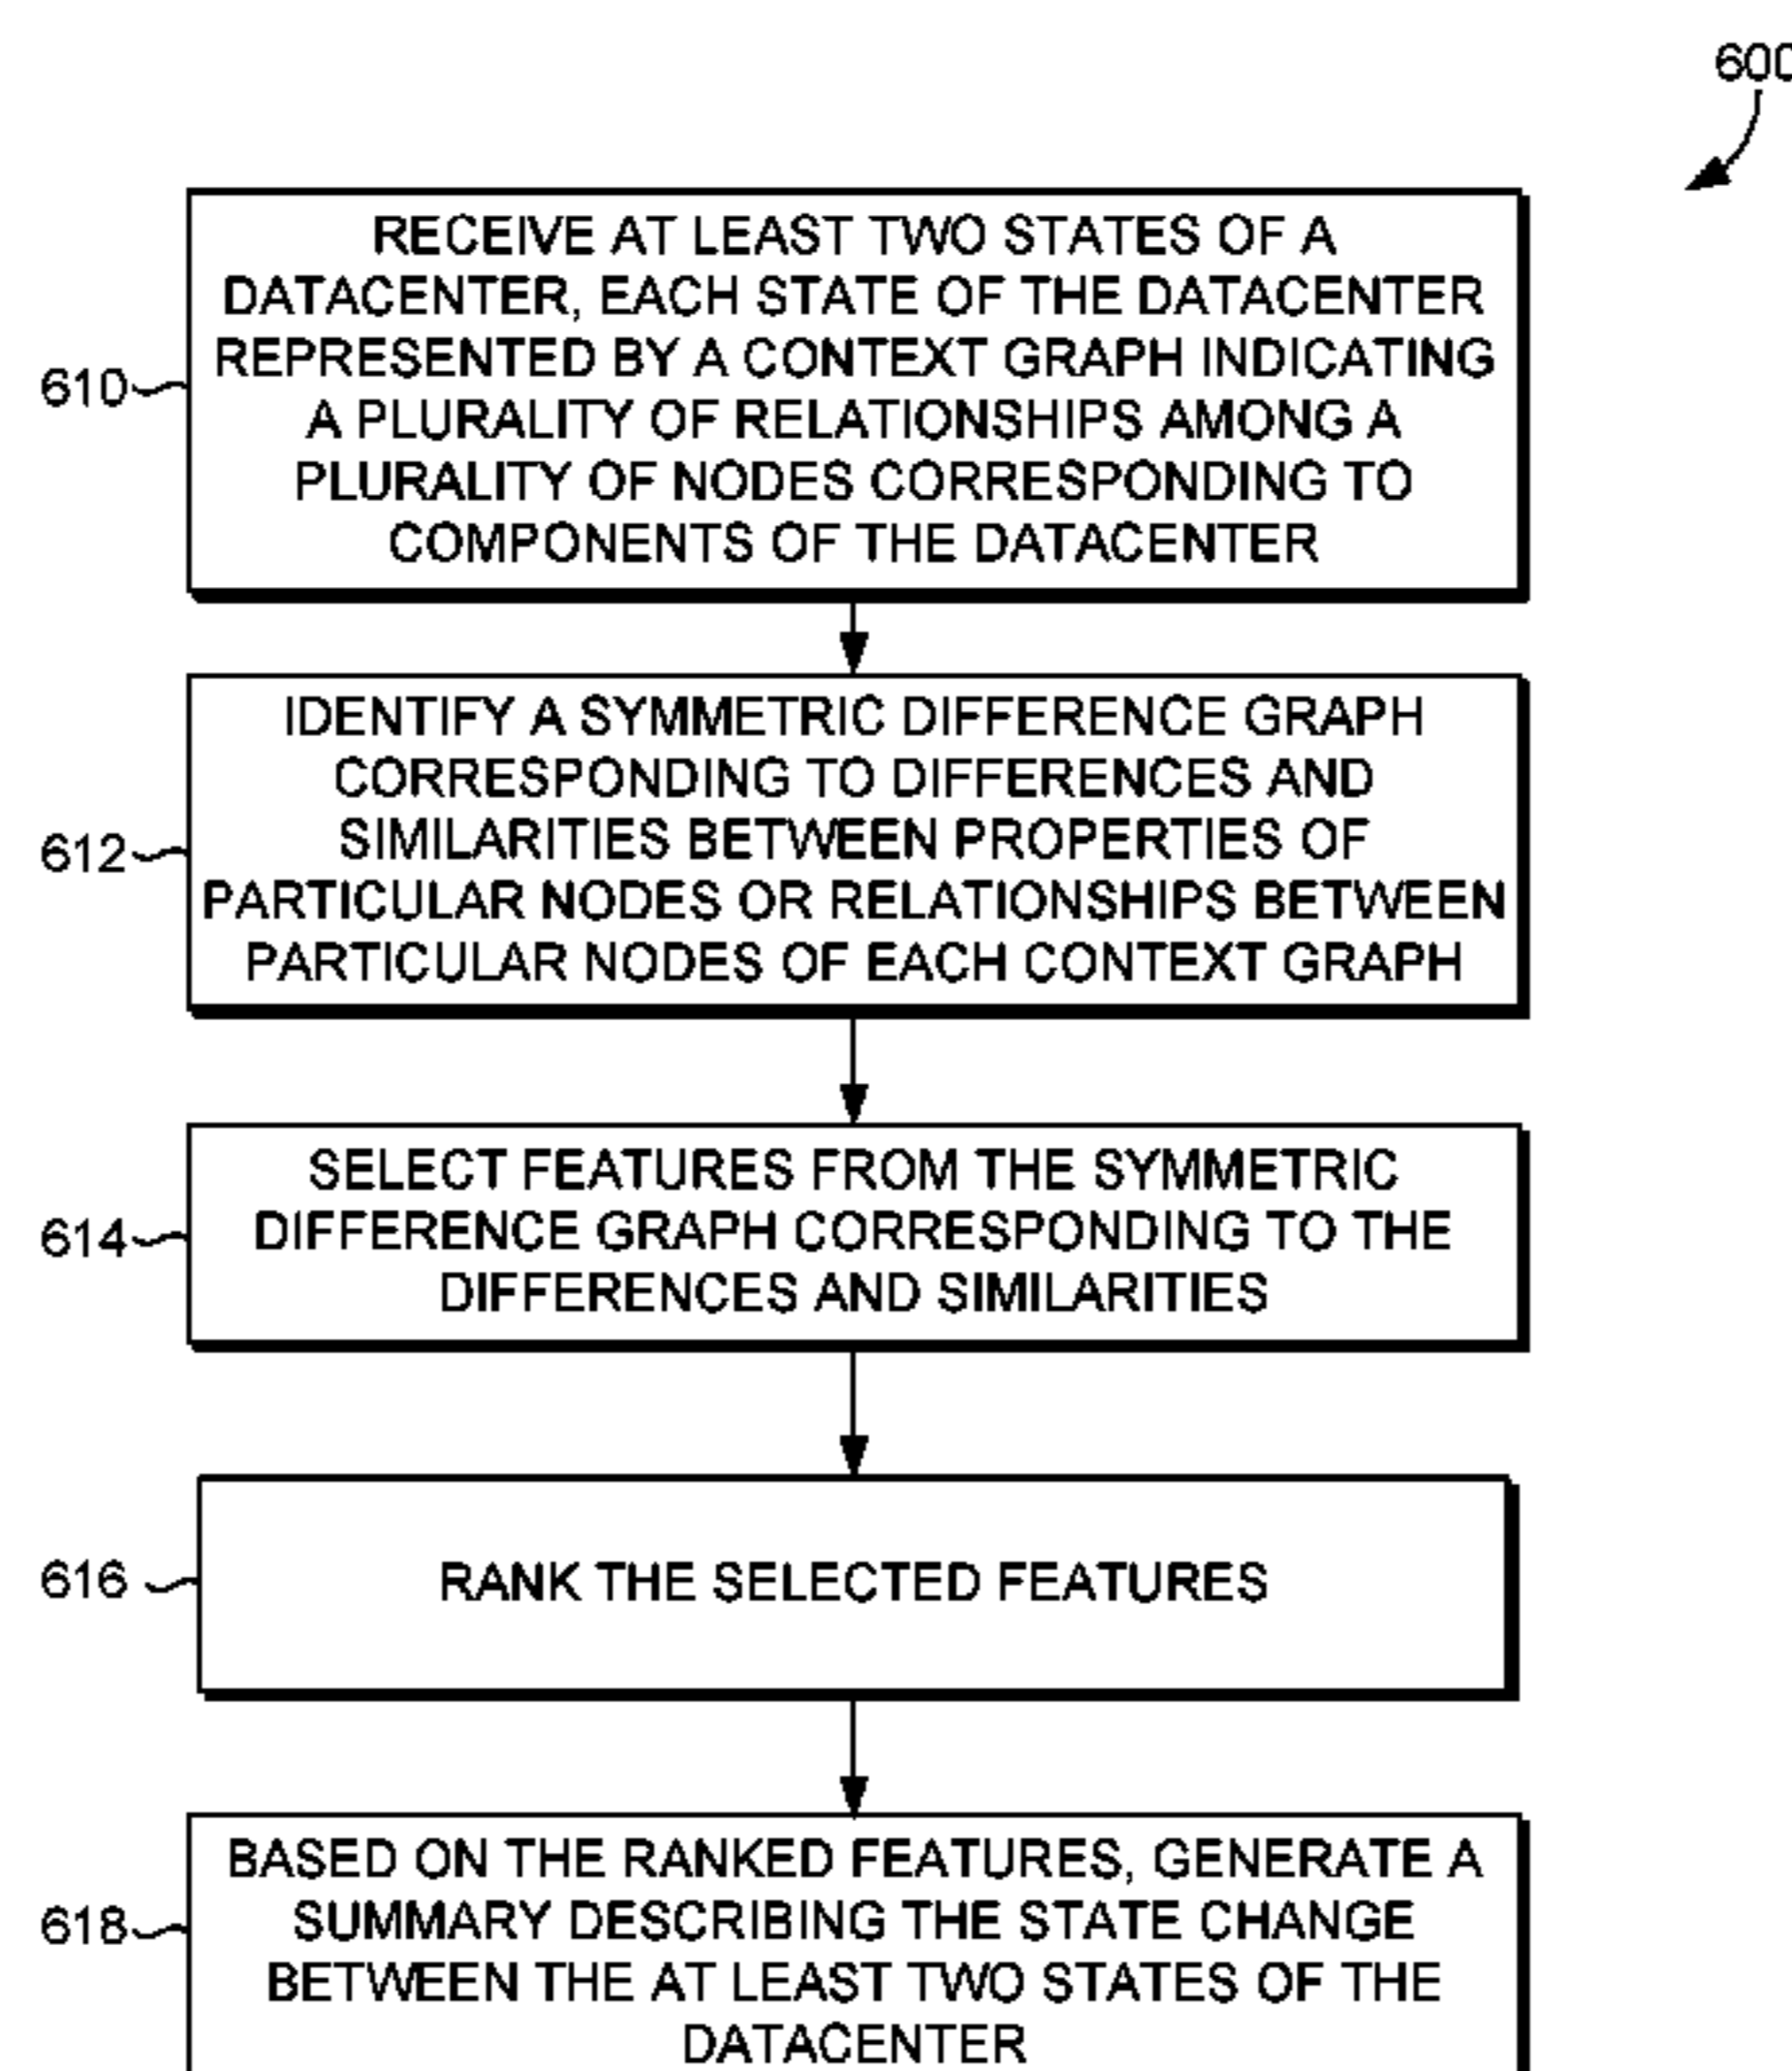 600
RECEIVE AT LEAST TWO STATES OF A
DATACENTER, EACH STATE OF THE DATACENTER
REPRESENTED BY A CONTEXT GRAPH INDICATING
A PLURALITY OF RELATIONSHIPS AMONG A
PLURALITY OF NODES CORRESPONDING TO
COMPONENTS OF THE DATACENTER
610
IDENTIFY A SYMMETRIC DIFFERENCE GRAPH
CORRESPONDING TO DIFFERENCES AND
SIMILARITIES BETWEEN PROPERTIES OF
PARTICULAR NODES OR RELATIONSHIPS BETWEEN
PARTICULAR NODES OF EACH CONTEXT GRAPH
612
SELECT FEATURES FROM THE SYMMETRIC
DIFFERENCE GRAPH CORRESPONDING TO THE
DIFFERENCES AND SIMILARITIES
614
RANK THE SELECTED FEATURES
616
BASED ON THE RANKED FEATURES, GENERATE A
SUMMARY DESCRIBING THE STATE CHANGE
BETWEEN THE AT LEAST TWO STATES OF THE
DATACENTER
618